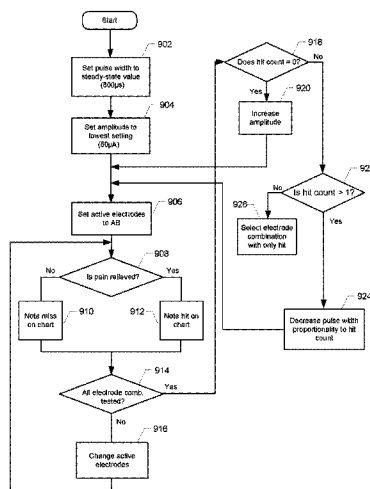 Start
902
Set pulse width to
steady-state value
(500µs)
904
Set amplitude to
lowest setting
(50µA)
906
Set active electrodes
to AB
908
Is pain relieved?
No
Yes
910
Note miss
on chart
912
Note hit on
chart
914
All electrode comb.
tested?
Yes
No
916
Change active
electrodes
918
Does hit count = 0?
No
Yes
920
Increase
amplitude
92
Is hit count > 1?
No
926
Select electrode
combination
with only hit
Yes
924
Decrease pulse width
proportionality to hit
count